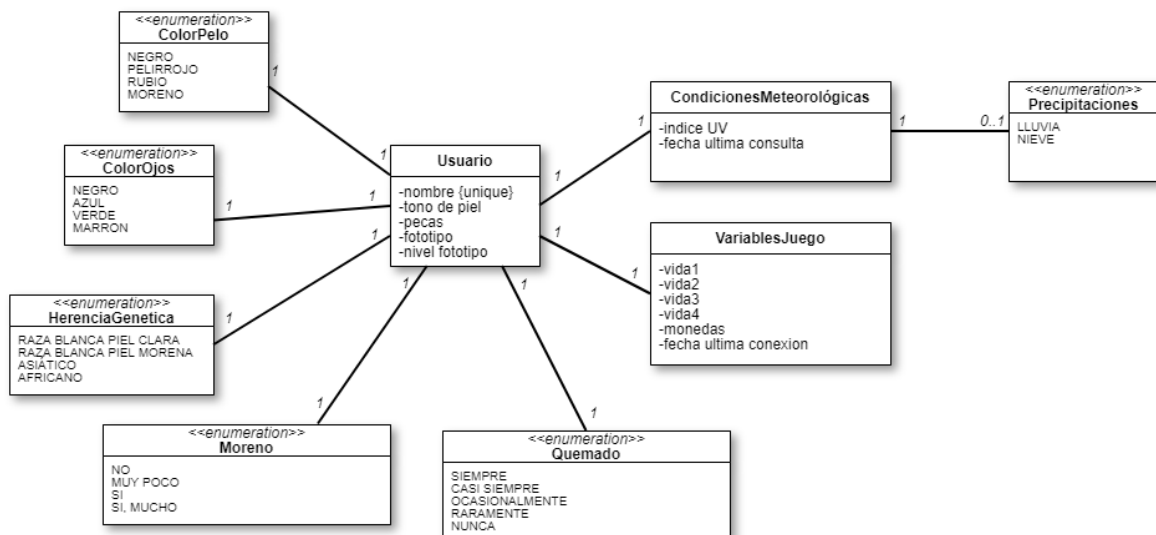 <<enumeration>>
ColorPelo
NEGRO
PELIRROJO
RUBIO
MORENO
1
1
<<enumeration>>
ColorOjos
NEGRO
AZUL
VERDE
MARRON
1
1
<<enumeration>>
HerenciaGenetica
RAZA BLANCA PIEL CLARA
RAZA BLANCA PIEL MORENA
ASIÁTICO
AFRICANO
1
1
<<enumeration>>
Moreno
NO
MUY POCO
SI
SI, MUCHO
1
1
<<enumeration>>
Quemado
SIEMPRE
CASI SIEMPRE
OCASIONALMENTE
RARAMENTE
NUNCA
1
1
Usuario
-nombre {unique}
-tono de piel
-pecas
-fototipo
-nivel fototipo
1
1
CondicionesMeteorológicas
-indice UV
-fecha ultima consulta
1
0..1
<<enumeration>>
Precipitaciones
LLUVIA
NIEVE
1
1
VariablesJuego
-vida1
-vida2
-vida3
-vida4
-monedas
-fecha ultima conexion